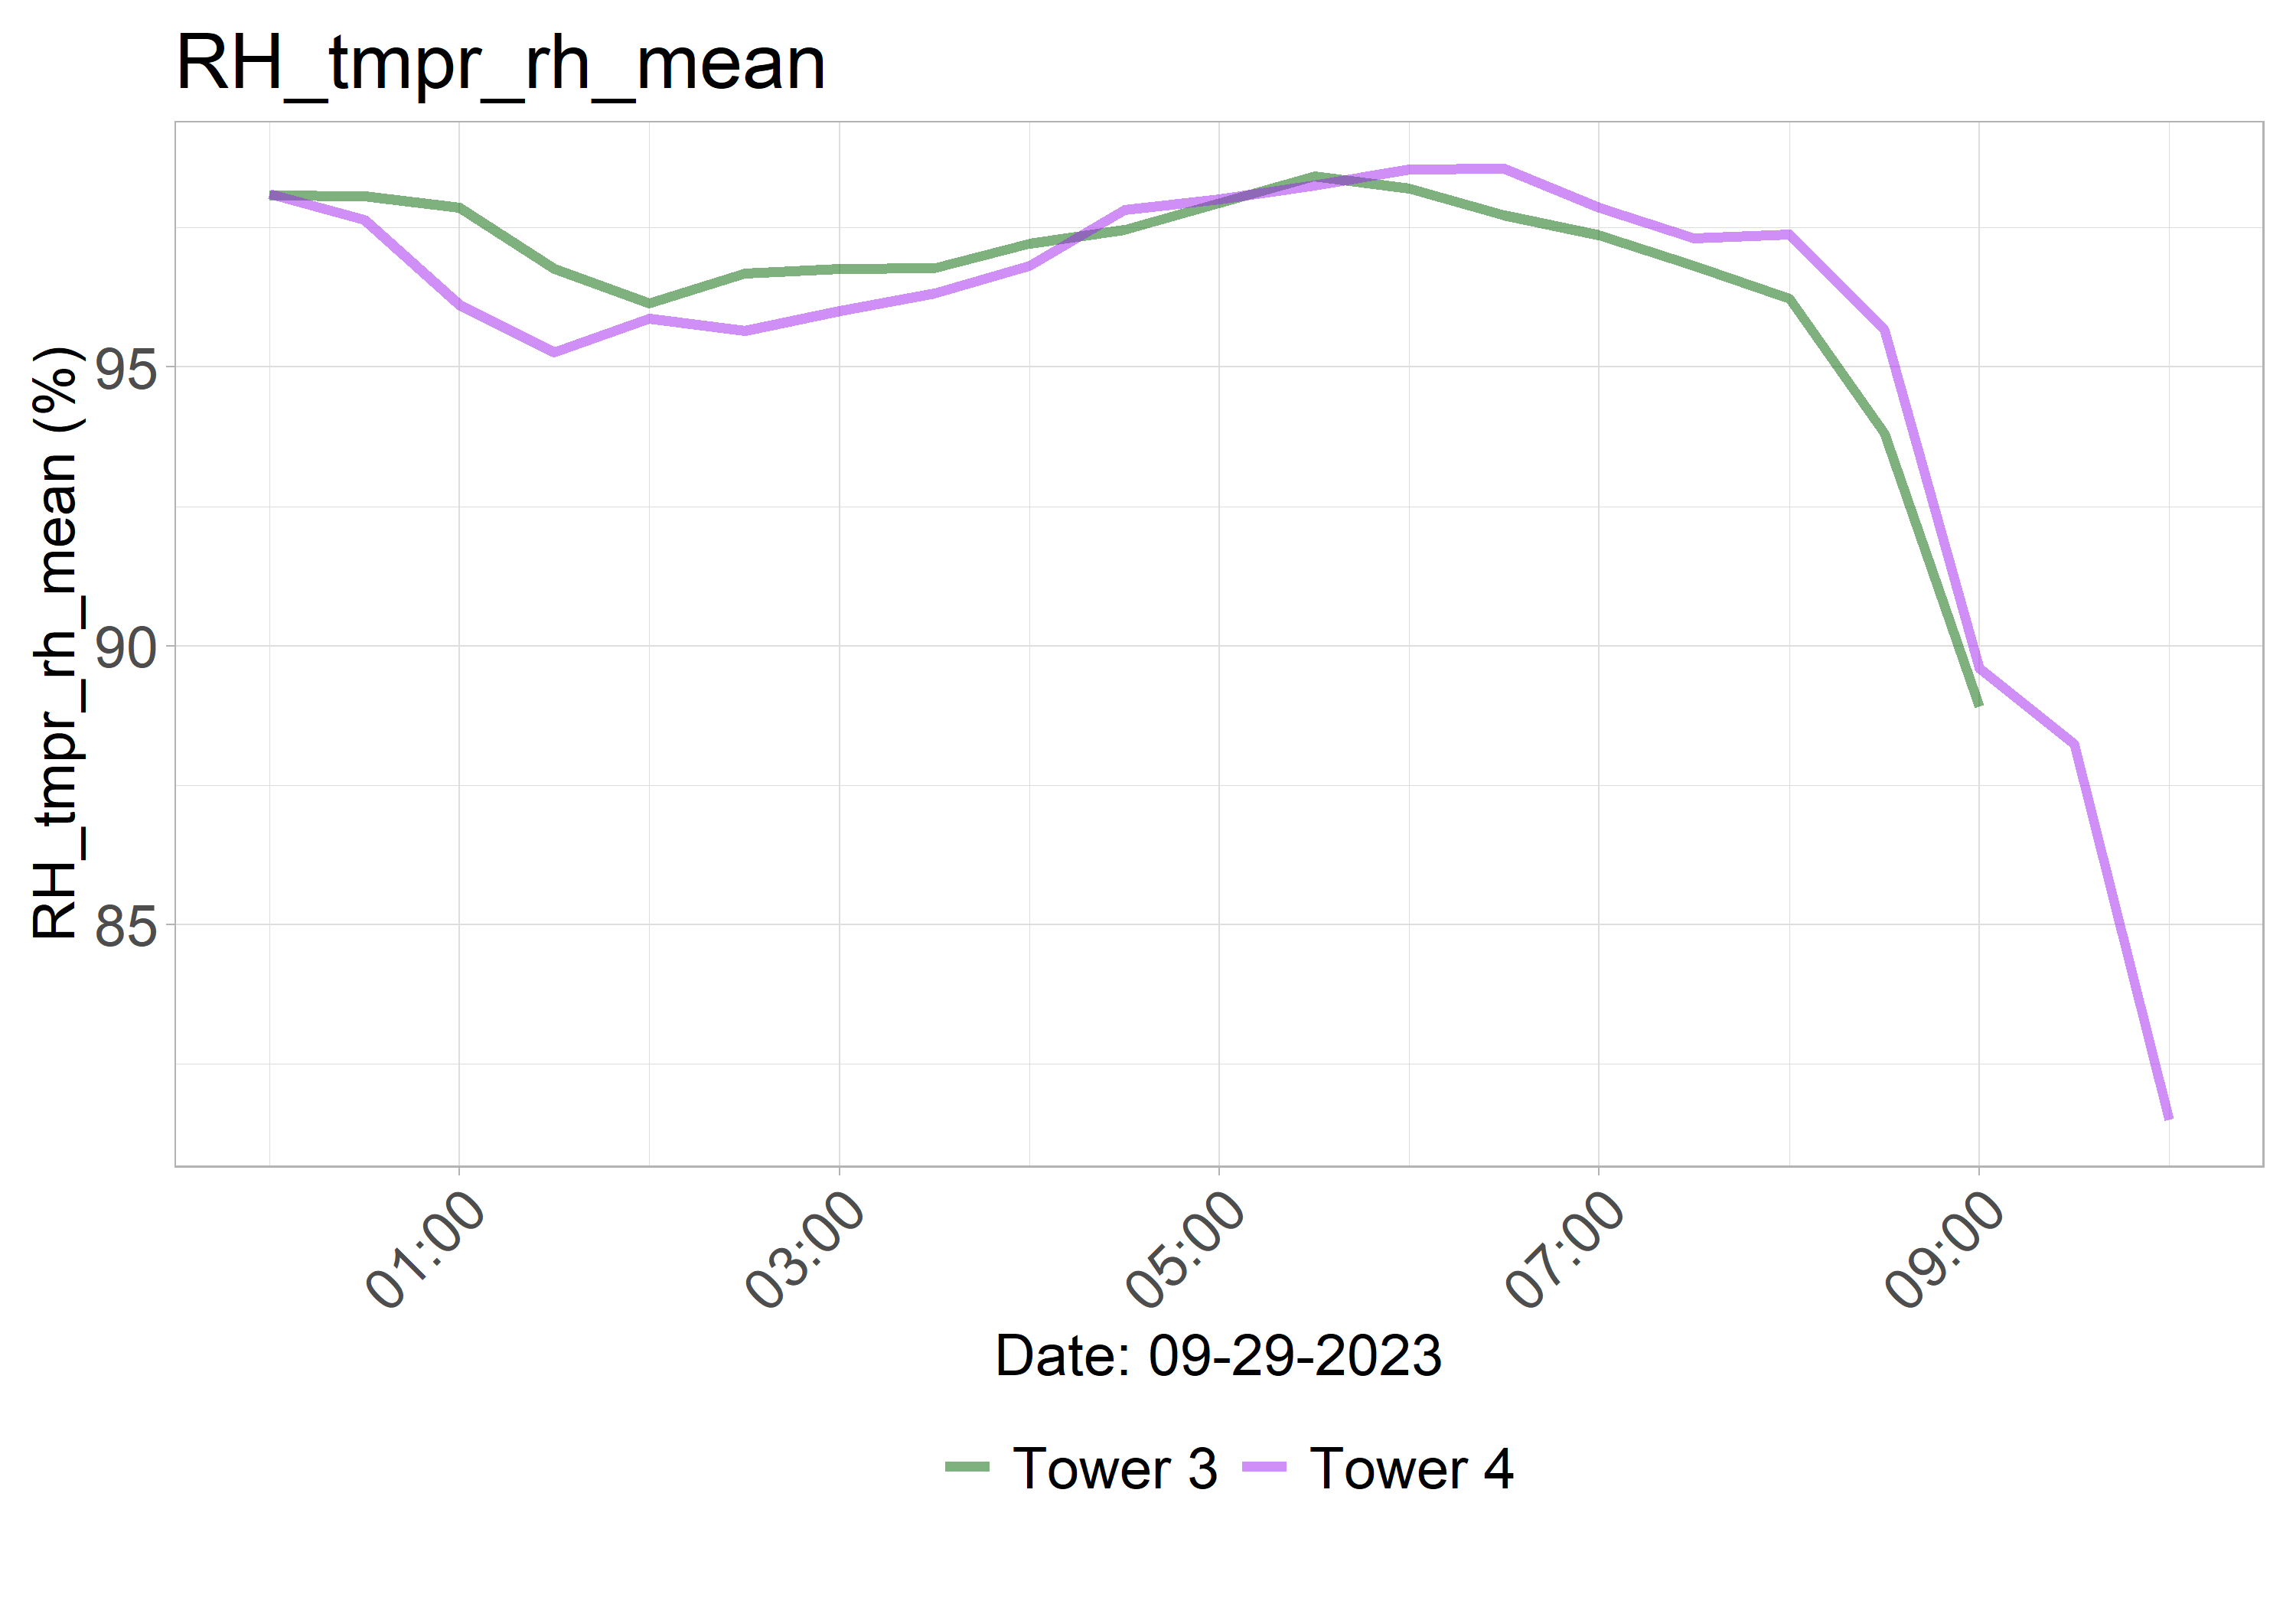 RH_tmpr_rh_mean
RH_tmpr_rh_mean (%)
95
90
85
01:00
03:00
05:00
07:00
09:00
Date: 09-29-2023
Tower 3
Tower 4